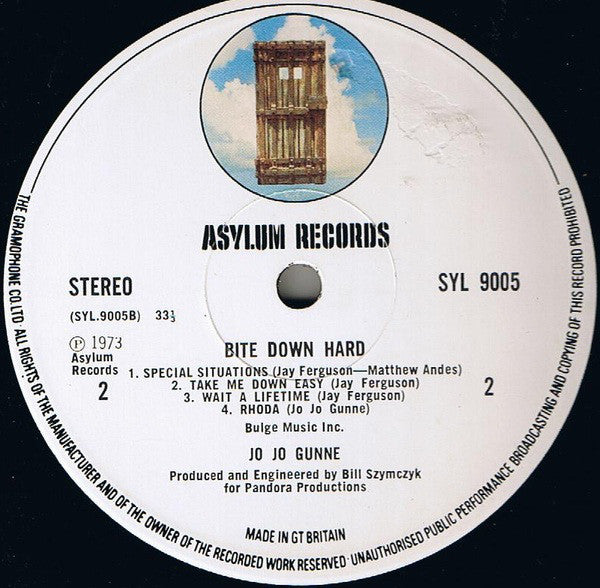 ASYLUM RECORDS
STEREO
SYL 9005
(SYL.9005B) 33⅓
Ⓟ 1973
Asylum
Records
2
2
BITE DOWN HARD
1. SPECIAL SITUATIONS (Jay Ferguson—Matthew Andes)
2. TAKE ME DOWN EASY (Jay Ferguson)
3. WAIT A LIFETIME (Jay Ferguson)
4. RHODA (Jo Jo Gunne)
Bulge Music Inc.
JO JO GUNNE
Produced and Engineered by Bill Szymczyk
for Pandora Productions
MADE IN GT BRITAIN
THE GRAMOPHONE CO. LTD · ALL RIGHTS OF THE MANUFACTURER AND OF THE OWNER OF THE RECORDED WORK RESERVED · UNAUTHORISED PUBLIC PERFORMANCE BROADCASTING AND COPYING OF THIS RECORD PROHIBITED